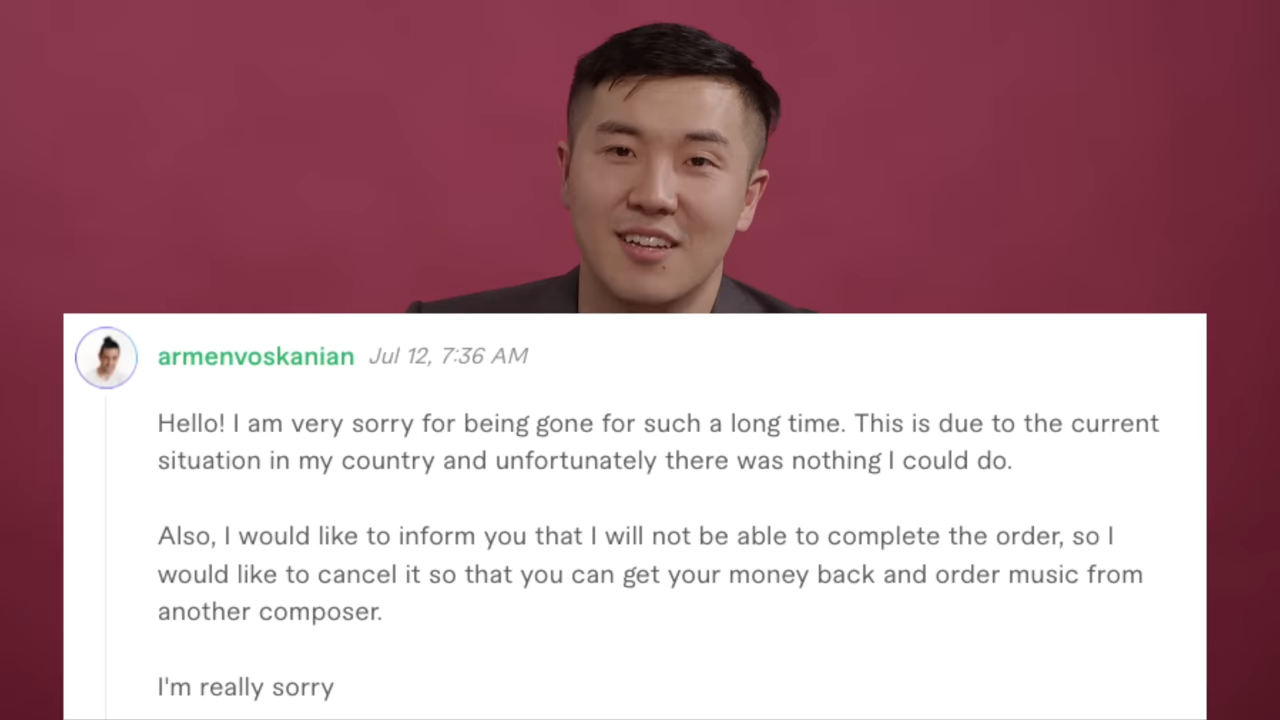 armenvoskanian Jul 12, 7:36 AM
Hello! I am very sorry for being gone for such a long time. This is due to the current
situation in my country and unfortunately there was nothing I could do.
Also, I would like to inform you that I will not be able to complete the order, so I
would like to cancel it so that you can get your money back and order music from
another composer.
I'm really sorry